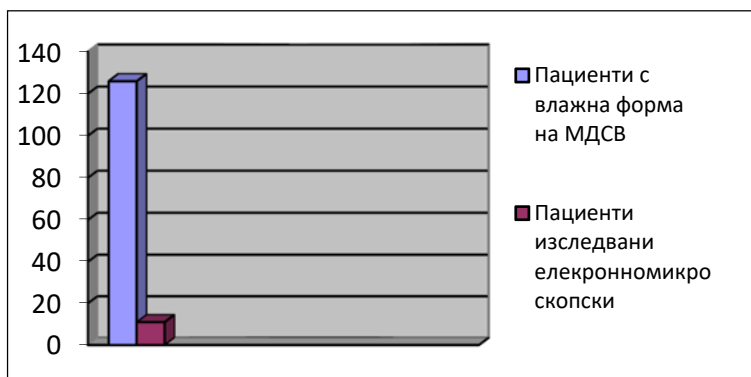 140
120
100
80
60
40
20
0
Пациенти с
влажна форма
на МДСВ
Пациенти
изследвани
елекронномикро
скопски